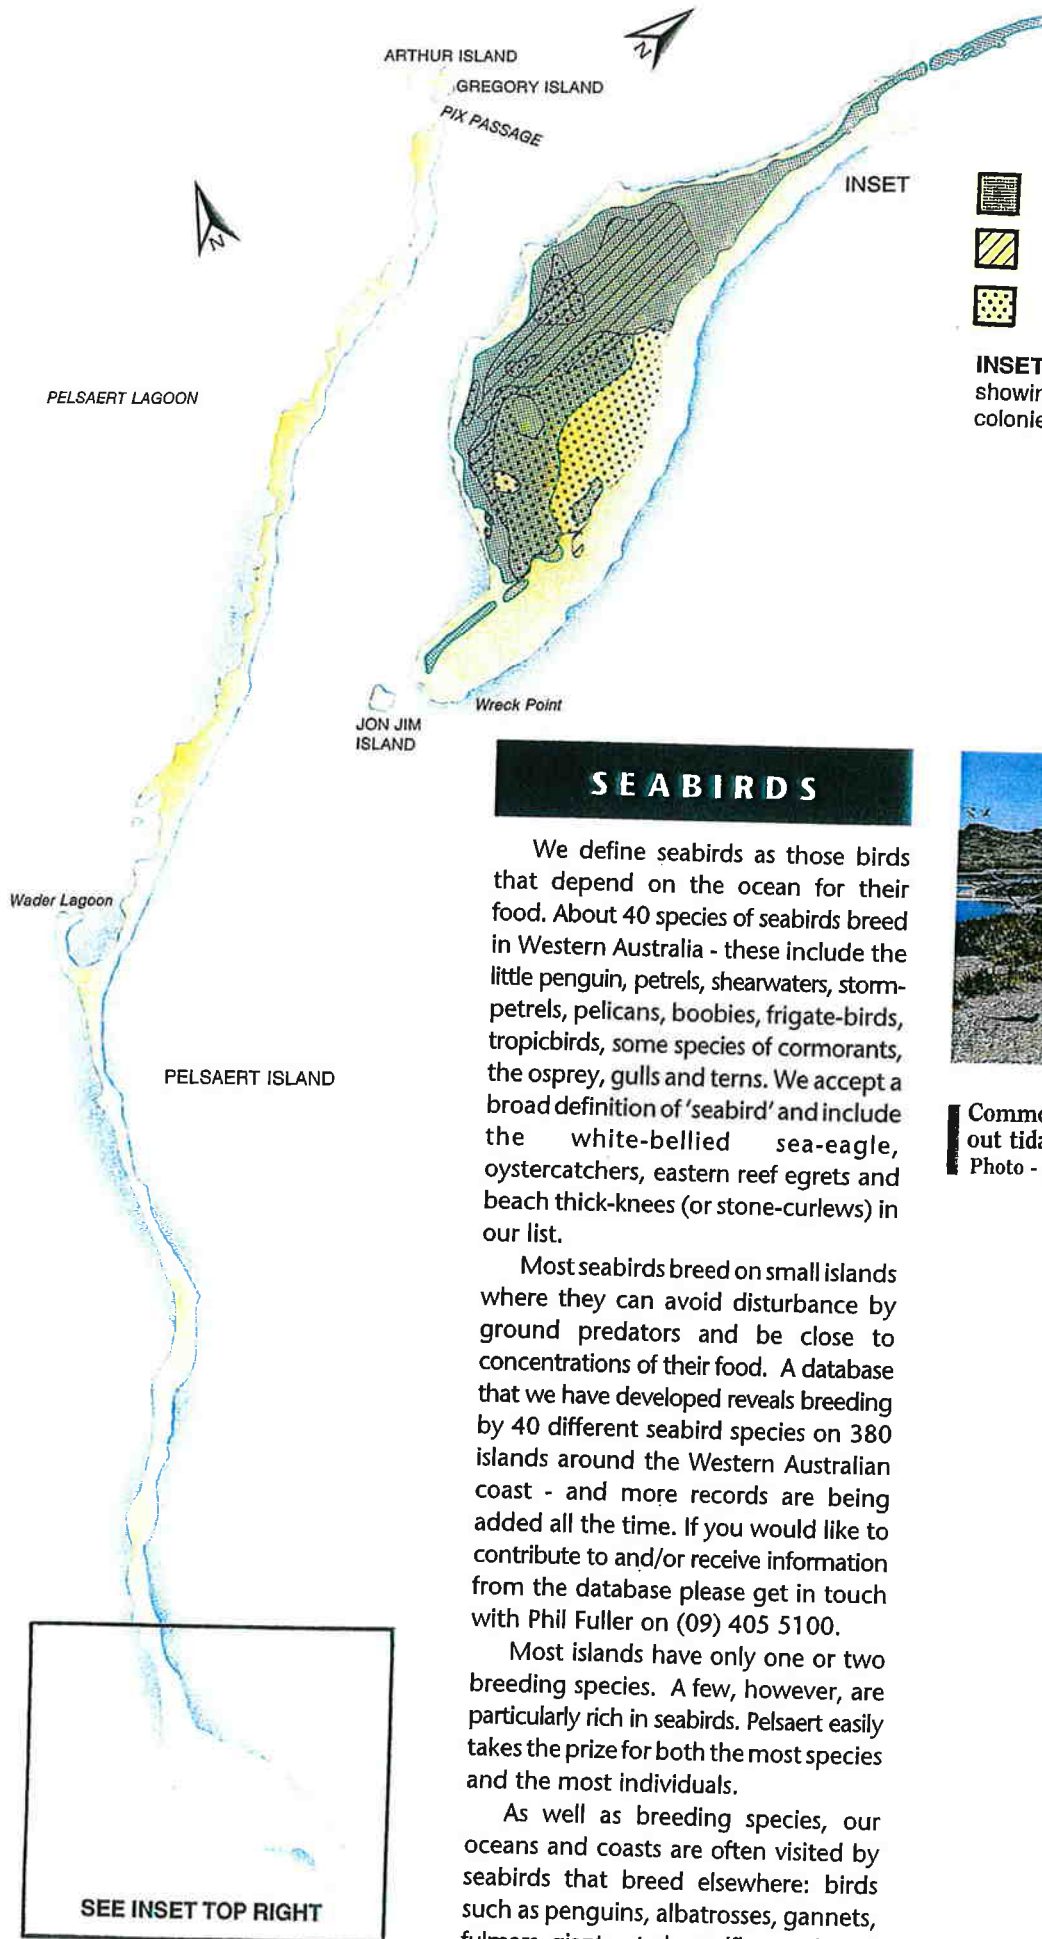 ARTHUR ISLAND
GREGORY ISLAND
PIX PASSAGE
N
N
INSET
PELSAERT LAGOON
INSET
showin
colonie
Wreck Point
JON JIM
ISLAND
Wader Lagoon
PELSAERT ISLAND
SEE INSET TOP RIGHT
SEABIRDS
We define seabirds as those birds
that depend on the ocean for their
food. About 40 species of seabirds breed
in Western Australia - these include the
little penguin, petrels, shearwaters, storm-
petrels, pelicans, boobies, frigate-birds,
tropicbirds, some species of cormorants,
the osprey, gulls and terns. We accept a
broad definition of 'seabird' and include
the white-bellied sea-eagle,
oystercatchers, eastern reef egrets and
beach thick-knees (or stone-curlews) in
our list.
Most seabirds breed on small islands
where they can avoid disturbance by
ground predators and be close to
concentrations of their food. A database
that we have developed reveals breeding
by 40 different seabird species on 380
islands around the Western Australian
coast - and more records are being
added all the time. If you would like to
contribute to and/or receive information
from the database please get in touch
with Phil Fuller on (09) 405 5100.
Most islands have only one or two
breeding species. A few, however, are
particularly rich in seabirds. Pelsaert easily
takes the prize for both the most species
and the most individuals.
As well as breeding species, our
oceans and coasts are often visited by
seabirds that breed elsewhere: birds
such as penguins, albatrosses, gannets,
Comme
out tida
Photo -